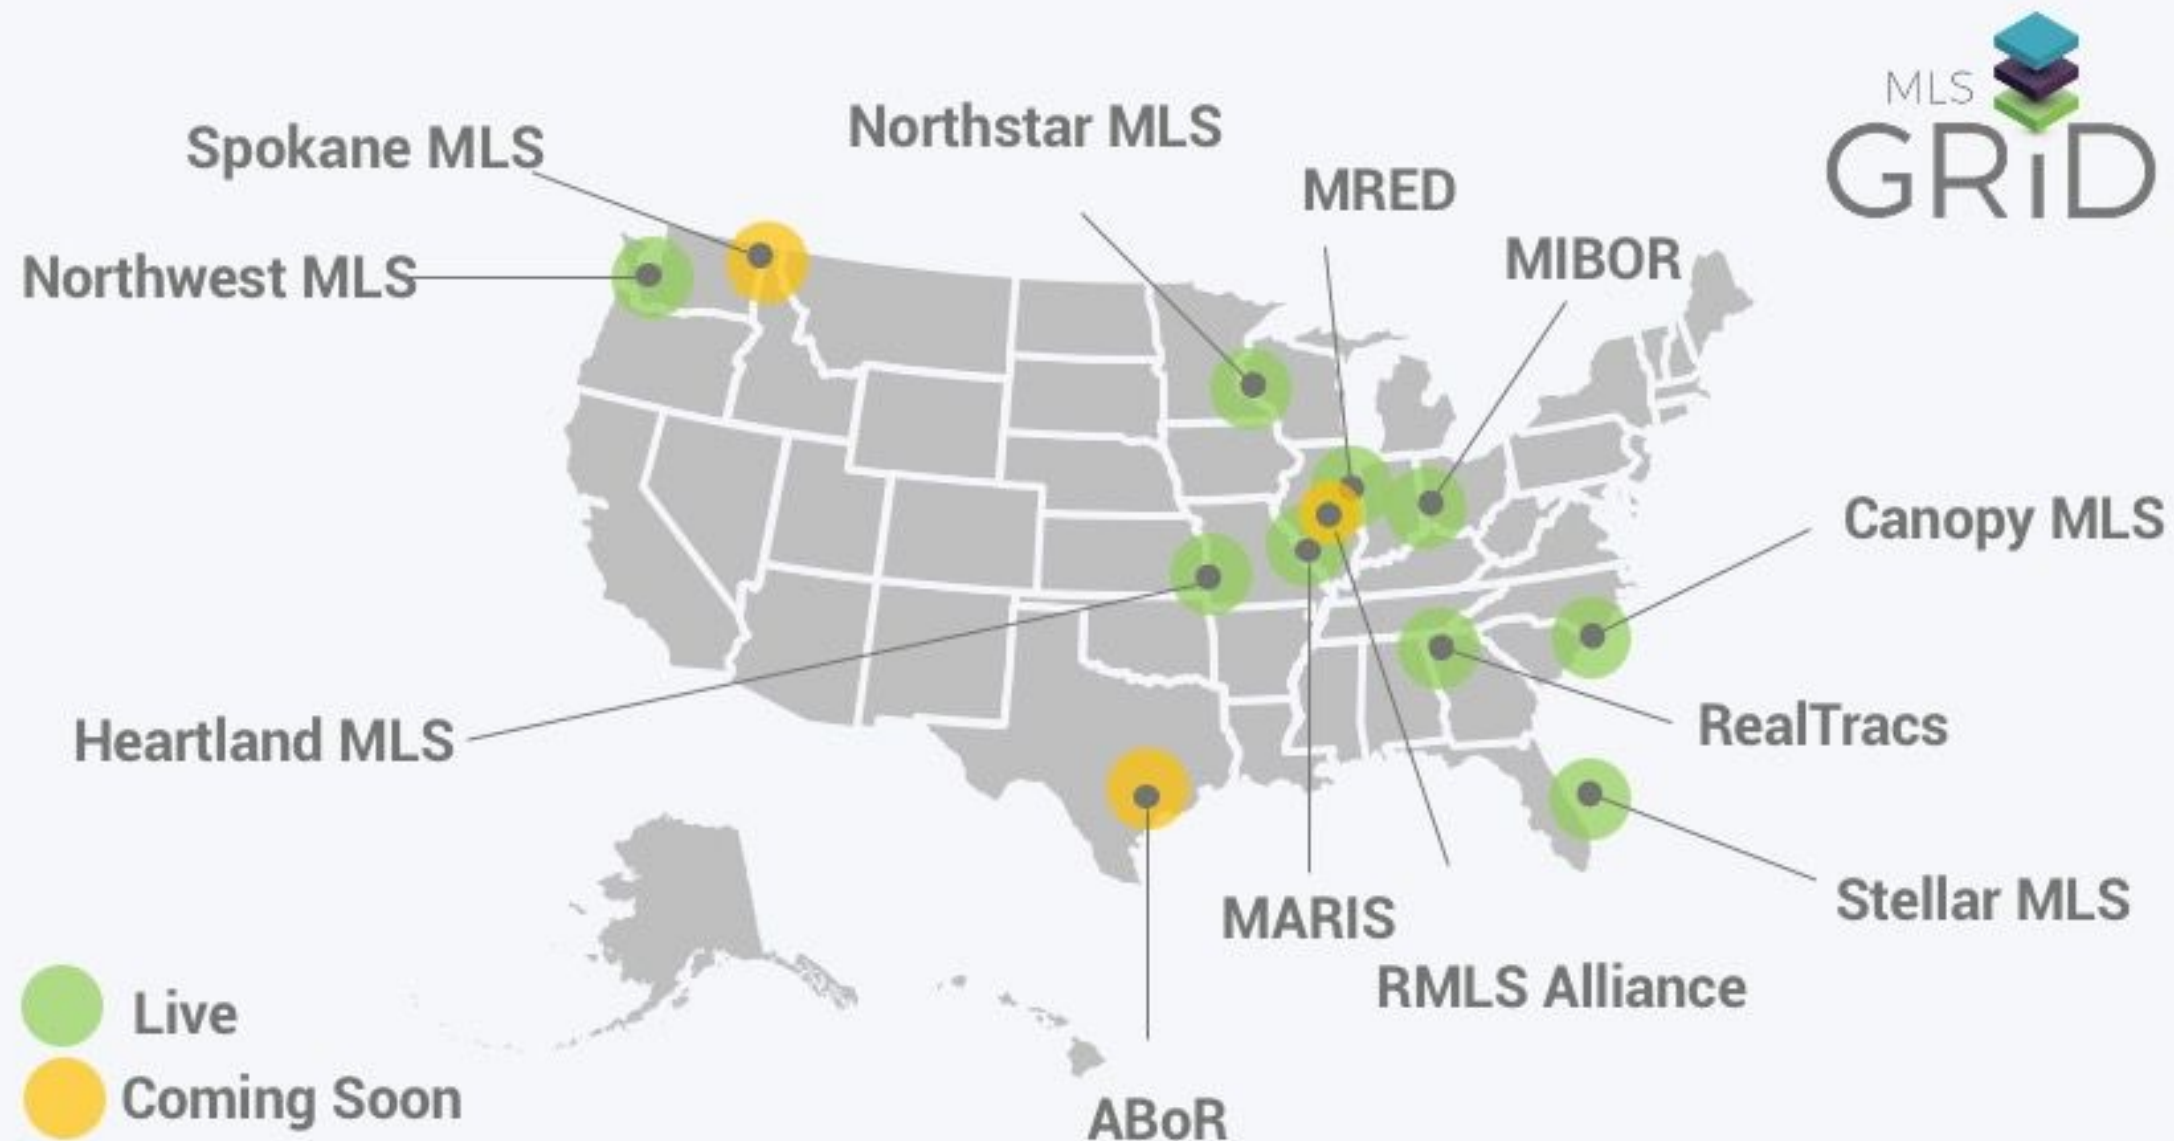 MLS
GRiD
Northstar MLS
Spokane MLS
MRED
MIBOR
Northwest MLS
Canopy MLS
RealTracs
Heartland MLS
Stellar MLS
MARIS
RMLS Alliance
Live
Coming Soon
ABoR